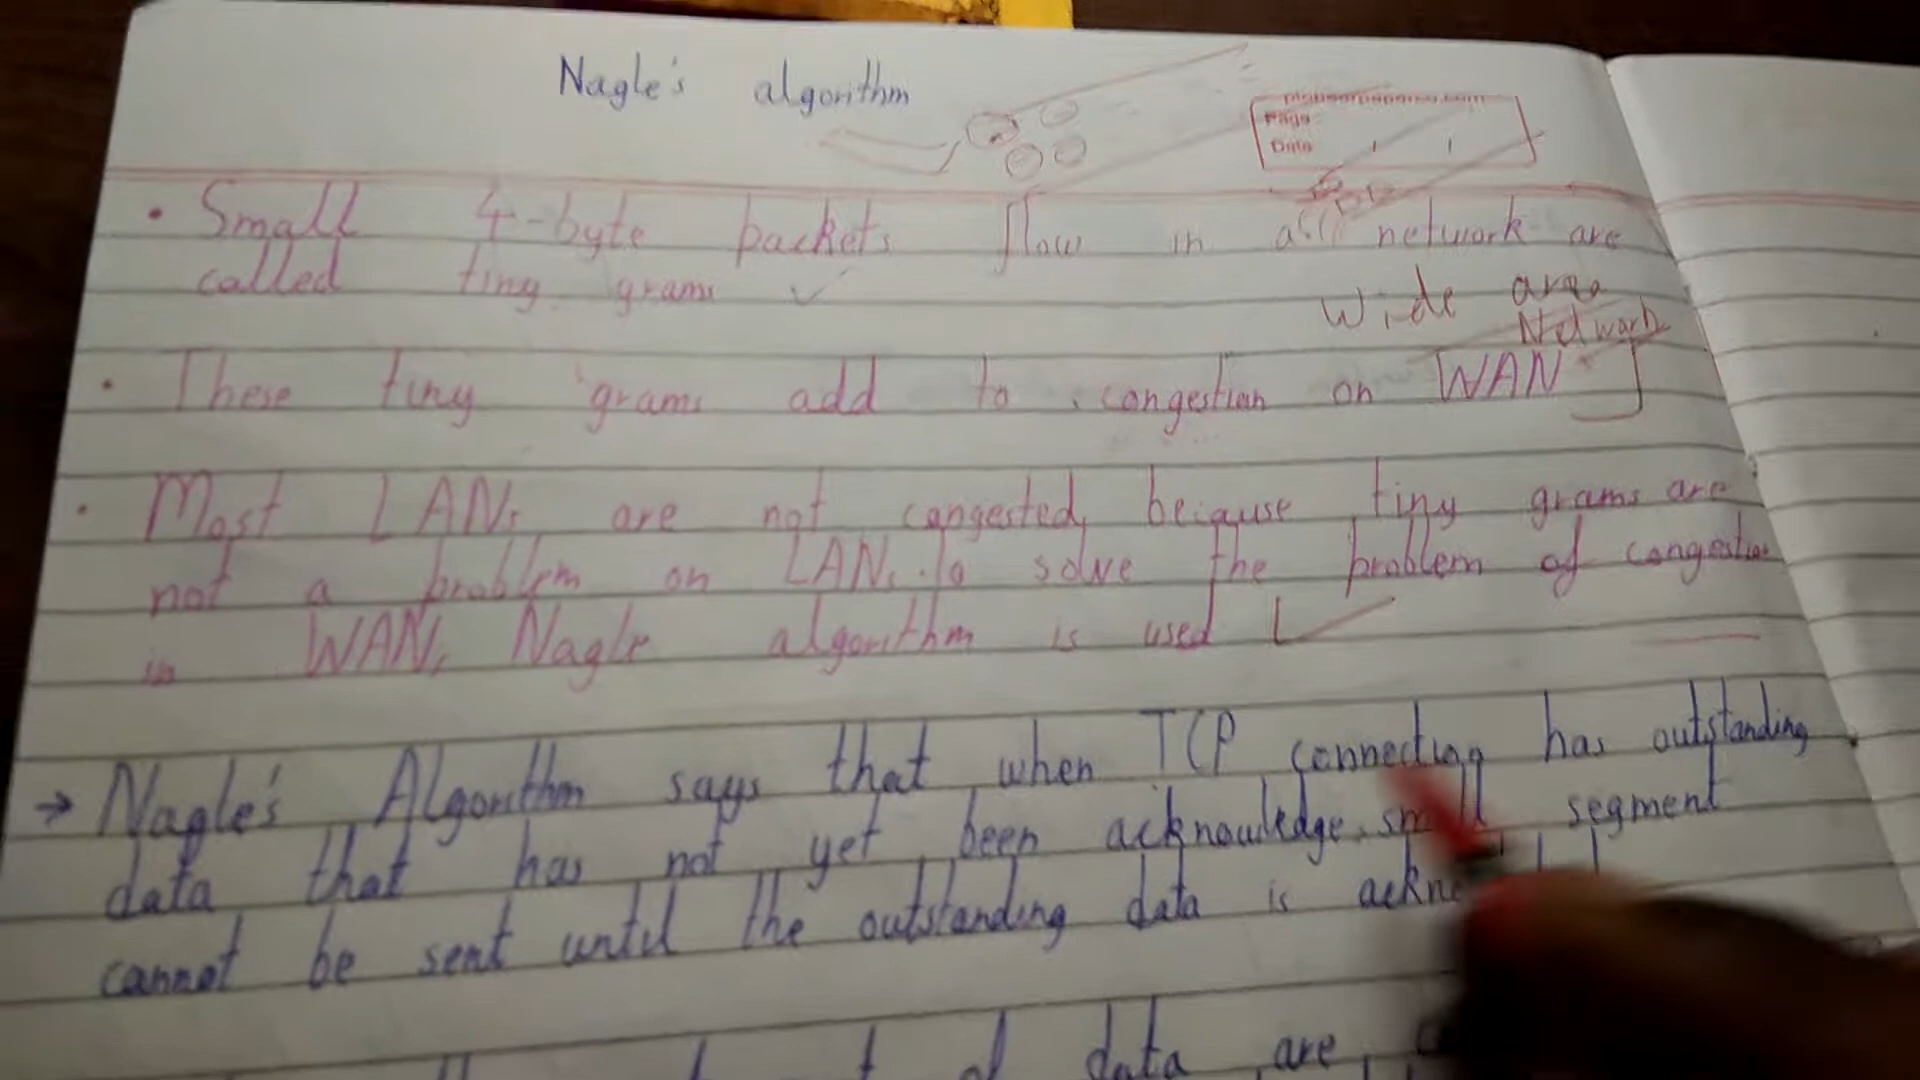 Nagle's algorithm
Page:
Date
• Small 4-byte packets flow in a network are
called tiny grams
Wide area
Network
• These tiny grams add to congestion on WAN
• Most LANs are not congested because tiny grams are
not a problem on LANs. To solve the problem of congestion
in WAN, Nagle algorithm is used
→ Nagle's Algorithm says that when TCP connection has outstanding
data that has not yet been acknowledge, small segment
cannot be sent until the outstanding data is
data are